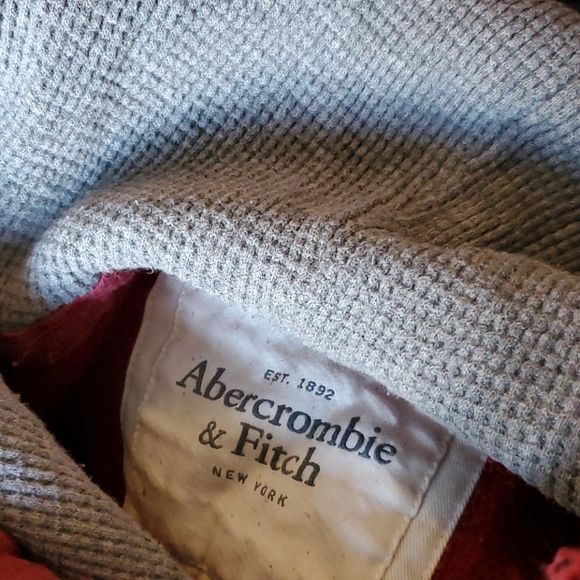 EST. 1892
Abercrombie
& Fitch
NEW YORK